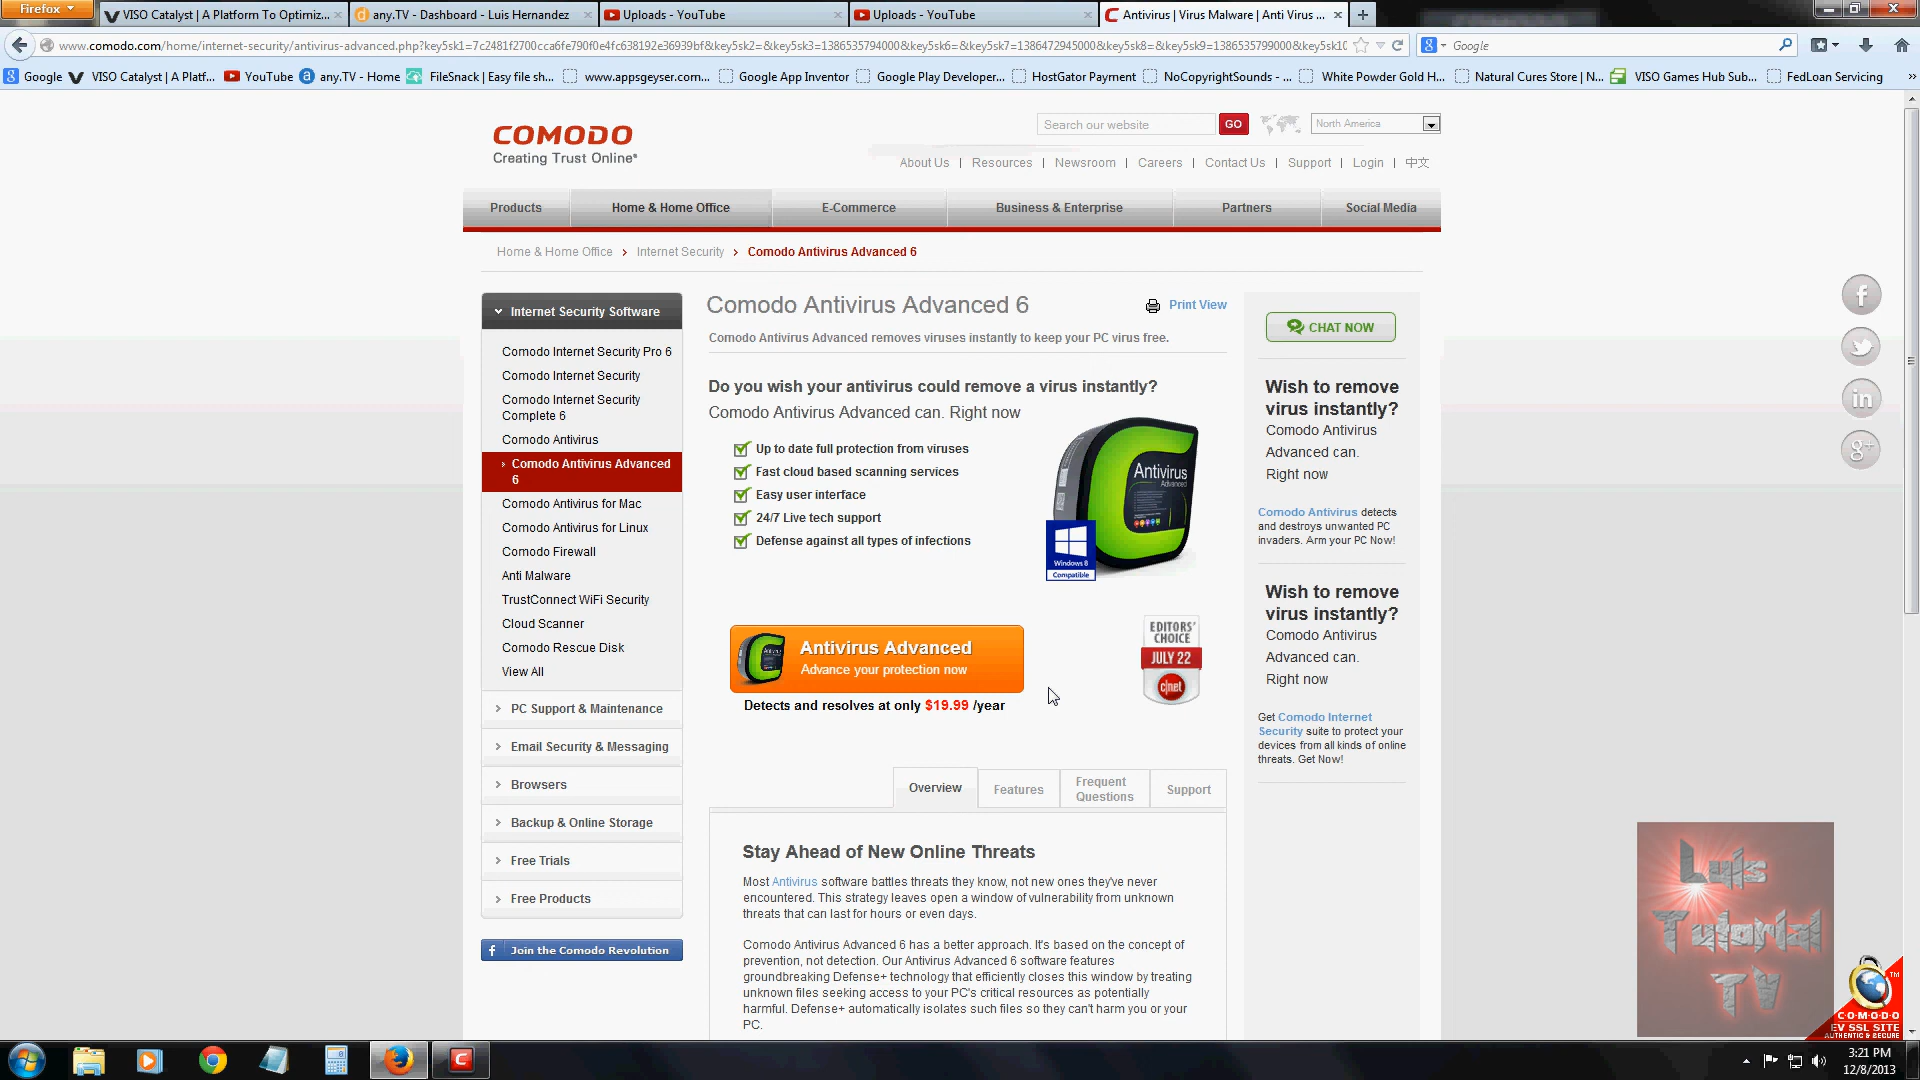 Firefox
VISO Catalyst | A Platform To Optimiz...
any.TV - Dashboard - Luis Hernandez
Uploads - YouTube
Uploads - YouTube
Antivirus | Virus Malware | Anti Virus ...
www.comodo.com/home/internet-security/antivirus-advanced.php?key5sk1=7c2481f2700cca6fe790f0e4fc638192e36939bf&key5sk2=&key5sk3=1386535794000&key5sk6=&key5sk7=1386472945000&key5sk8=&key5sk9=1386535799000&key5sk10
Google
Google
VISO Catalyst | A Platf...
YouTube
any.TV - Home
FileSnack | Easy file sh...
www.appsgeyser.com...
Google App Inventor
Google Play Developer...
HostGator Payment
NoCopyrightSounds - ...
White Powder Gold H...
Natural Cures Store | N...
VISO Games Hub Sub...
FedLoan Servicing
COMODO
Creating Trust Online®
Search our website
GO
North America
About Us | Resources | Newsroom | Careers | Contact Us | Support | Login | 中文
Products
Home & Home Office
E-Commerce
Business & Enterprise
Partners
Social Media
Home & Home Office > Internet Security > Comodo Antivirus Advanced 6
Internet Security Software
Comodo Internet Security Pro 6
Comodo Internet Security
Comodo Internet Security
Complete 6
Comodo Antivirus
Comodo Antivirus Advanced
6
Comodo Antivirus for Mac
Comodo Antivirus for Linux
Comodo Firewall
Anti Malware
TrustConnect WiFi Security
Cloud Scanner
Comodo Rescue Disk
View All
PC Support & Maintenance
Email Security & Messaging
Browsers
Backup & Online Storage
Free Trials
Free Products
Join the Comodo Revolution
Comodo Antivirus Advanced 6
Print View
Comodo Antivirus Advanced removes viruses instantly to keep your PC virus free.
Do you wish your antivirus could remove a virus instantly?
Comodo Antivirus Advanced can. Right now
Up to date full protection from viruses
Fast cloud based scanning services
Easy user interface
24/7 Live tech support
Defense against all types of infections
Antivirus
Advanced
Windows 8
Compatible
Antivirus Advanced
Advance your protection now
Detects and resolves at only $19.99 /year
EDITORS'
CHOICE
JULY 22
c|net
Overview
Features
Frequent
Questions
Support
Stay Ahead of New Online Threats
Most Antivirus software battles threats they know, not new ones they've never
encountered. This strategy leaves open a window of vulnerability from unknown
threats that can last for hours or even days.
Comodo Antivirus Advanced 6 has a better approach. It's based on the concept of
prevention, not detection. Our Antivirus Advanced 6 software features
groundbreaking Defense+ technology that efficiently closes this window by treating
unknown files seeking access to your PC's critical resources as potentially
harmful. Defense+ automatically isolates such files so they can't harm you or your
PC.
CHAT NOW
Wish to remove
virus instantly?
Comodo Antivirus
Advanced can.
Right now
Comodo Antivirus detects
and destroys unwanted PC
invaders. Arm your PC Now!
Wish to remove
virus instantly?
Comodo Antivirus
Advanced can.
Right now
Get Comodo Internet
Security suite to protect your
devices from all kinds of online
threats. Get Now!
Luis
Tutorial
TV
TM
C·O·M·O·D·O
EV SSL SITE
AUTHENTIC & SECURE
3:21 PM
12/8/2013